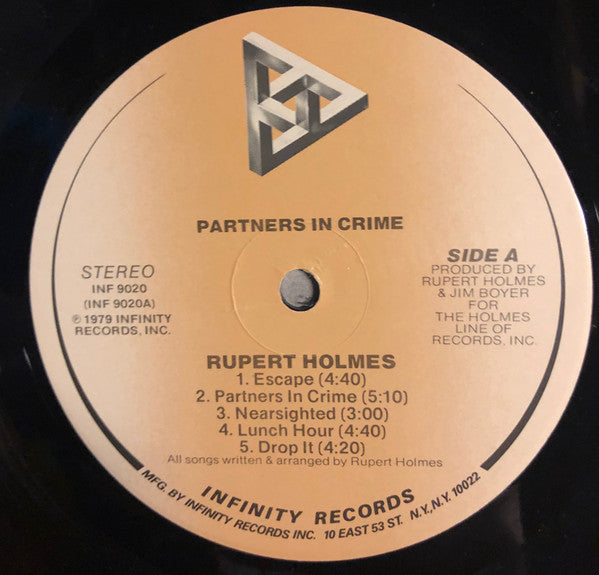 PARTNERS IN CRIME
STEREO
INF 9020
(INF 9020A)
℗ 1979 INFINITY
RECORDS, INC.
SIDE A
PRODUCED BY
RUPERT HOLMES
& JIM BOYER
FOR
THE HOLMES
LINE OF
RECORDS, INC.
RUPERT HOLMES
1. Escape (4:40)
2. Partners In Crime (5:10)
3. Nearsighted (3:00)
4. Lunch Hour (4:40)
5. Drop It (4:20)
All songs written & arranged by Rupert Holmes
INFINITY RECORDS
MFG. BY INFINITY RECORDS INC. 10 EAST 53 ST. N.Y., N.Y. 10022